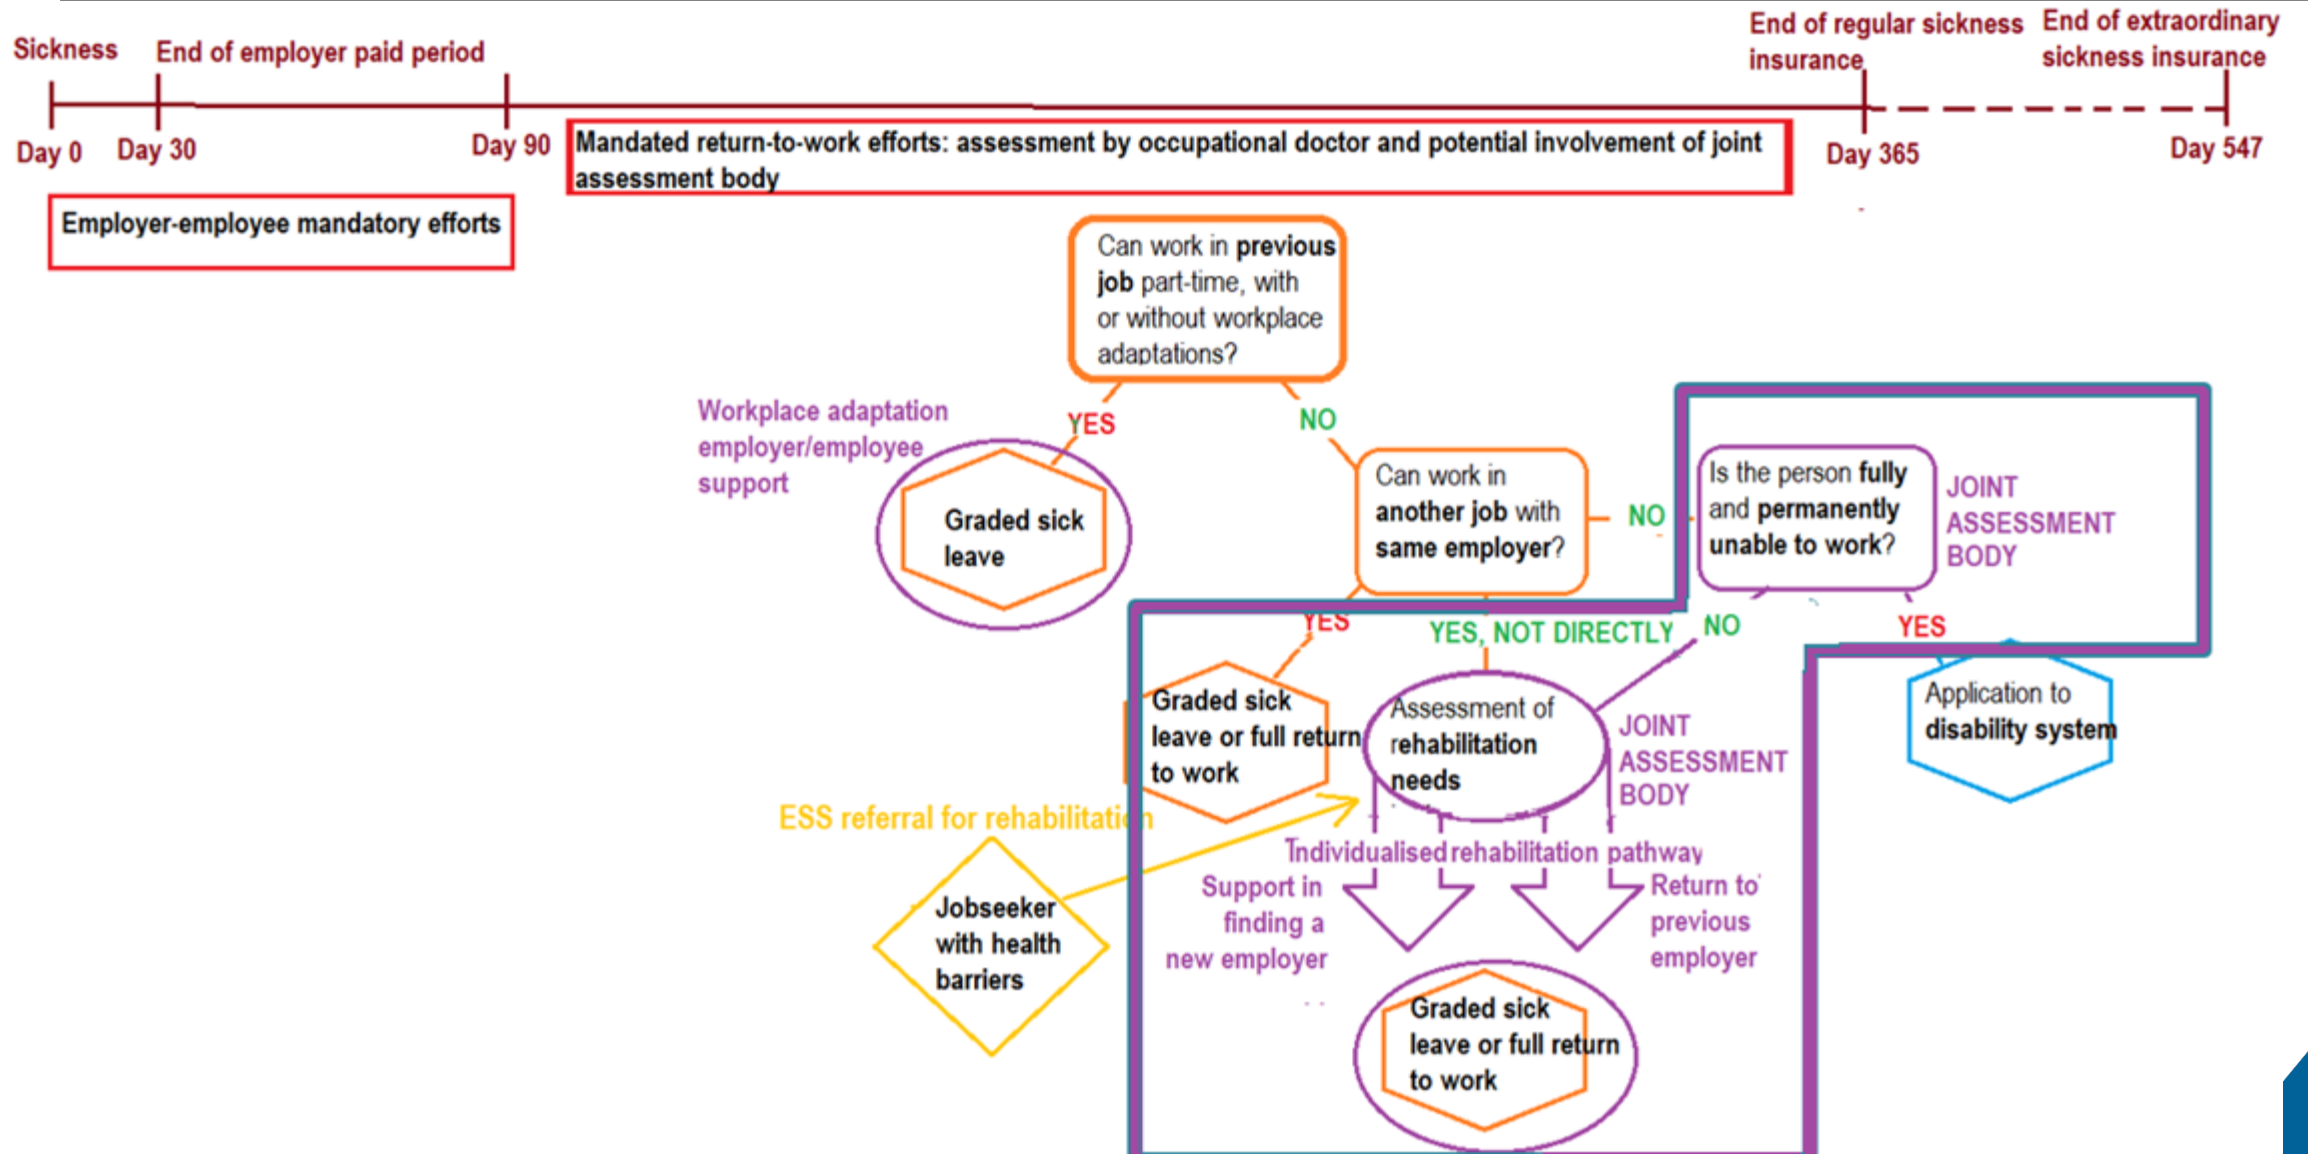 Sickness
End of employer paid period
End of regular sickness
insurance
End of extraordinary
sickness insurance
Day 0
Day 30
Day 90
Day 365
Day 547
Mandated return-to-work efforts: assessment by occupational doctor and potential involvement of joint
assessment body
Employer-employee mandatory efforts
Can work in previous
job part-time, with
or without workplace
adaptations?
YES
NO
Workplace adaptation
employer/employee
support
Graded sick
leave
Can work in
another job with
same employer?
NO
Is the person fully
and permanently
unable to work?
JOINT
ASSESSMENT
BODY
YES
YES, NOT DIRECTLY
NO
YES
Graded sick
leave or full return
to work
Assessment of
rehabilitation
needs
JOINT
ASSESSMENT
BODY
Application to
disability system
ESS referral for rehabilitation
Jobseeker
with health
barriers
Individualised rehabilitation pathway
Support in
finding a
new employer
Return to
previous
employer
Graded sick
leave or full return
to work